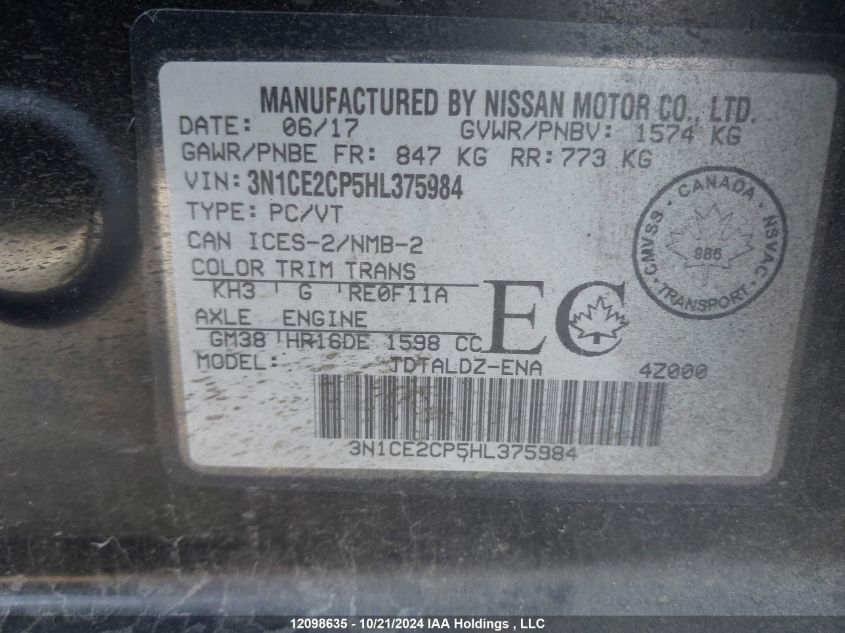 MANUFACTURED BY NISSAN MOTOR CO., LTD.
DATE: 06/17 GVWR/PNBV: 1574 KG
GAWR/PNBE FR: 847 KG RR: 773 KG
VIN: 3N1CE2CP5HL375984
TYPE: PC/VT
CAN ICES-2/NMB-2
CANADA
CMVSS NSVAC
986
TRANSPORT
COLOR TRIM TRANS
KH3 G RE0F11A
AXLE ENGINE
GM38 HR16DE 1598 CC
EC
MODEL: JDTALDZ-ENA 4Z000
3N1CE2CP5HL375984
12098635 - 10/21/2024 IAA Holdings , LLC